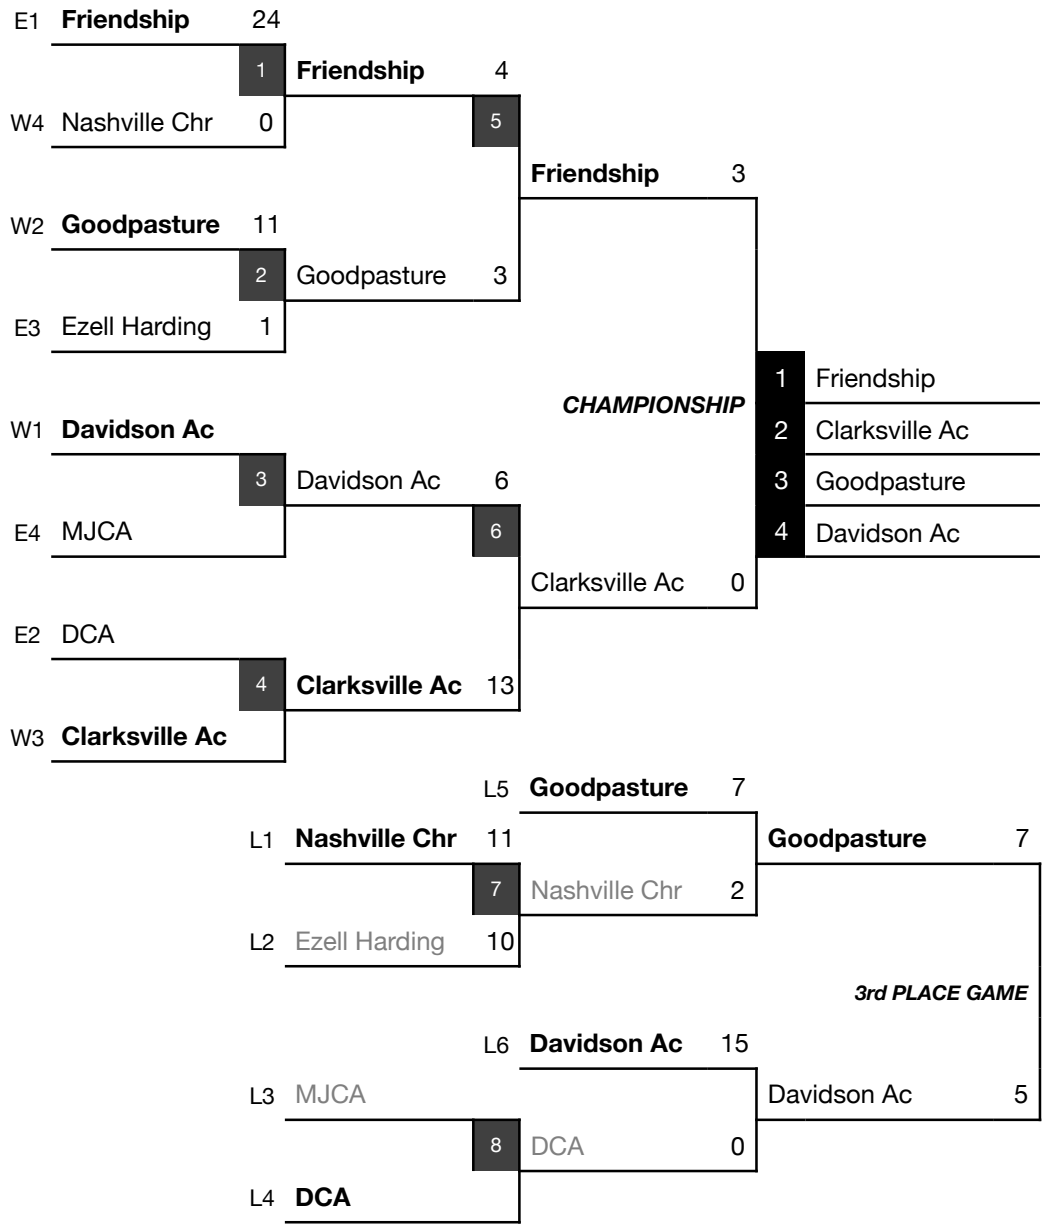 E1 Friendship 24
1 Friendship 4
W4 Nashville Chr 0
5
Friendship 3
W2 Goodpasture 11
2 Goodpasture 3
E3 Ezell Harding 1
1 Friendship
CHAMPIONSHIP
W1 Davidson Ac
2 Clarksville Ac
3 Davidson Ac 6
3 Goodpasture
E4 MJCA
6
4 Davidson Ac
Clarksville Ac 0
E2 DCA
4 Clarksville Ac 13
W3 Clarksville Ac
L5 Goodpasture 7
L1 Nashville Chr 11
Goodpasture 7
7 Nashville Chr 2
L2 Ezell Harding 10
3rd PLACE GAME
L6 Davidson Ac 15
L3 MJCA
Davidson Ac 5
8 DCA 0
L4 DCA